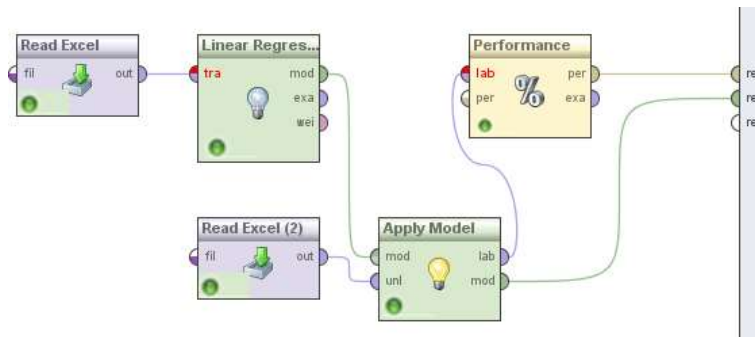 Read Excel
fil
out
Linear Regres...
tra
mod
exa
wei
Performance
lab
per
%
per
exa
re
re
re
Read Excel (2)
fil
out
Apply Model
mod
unl
lab
mod